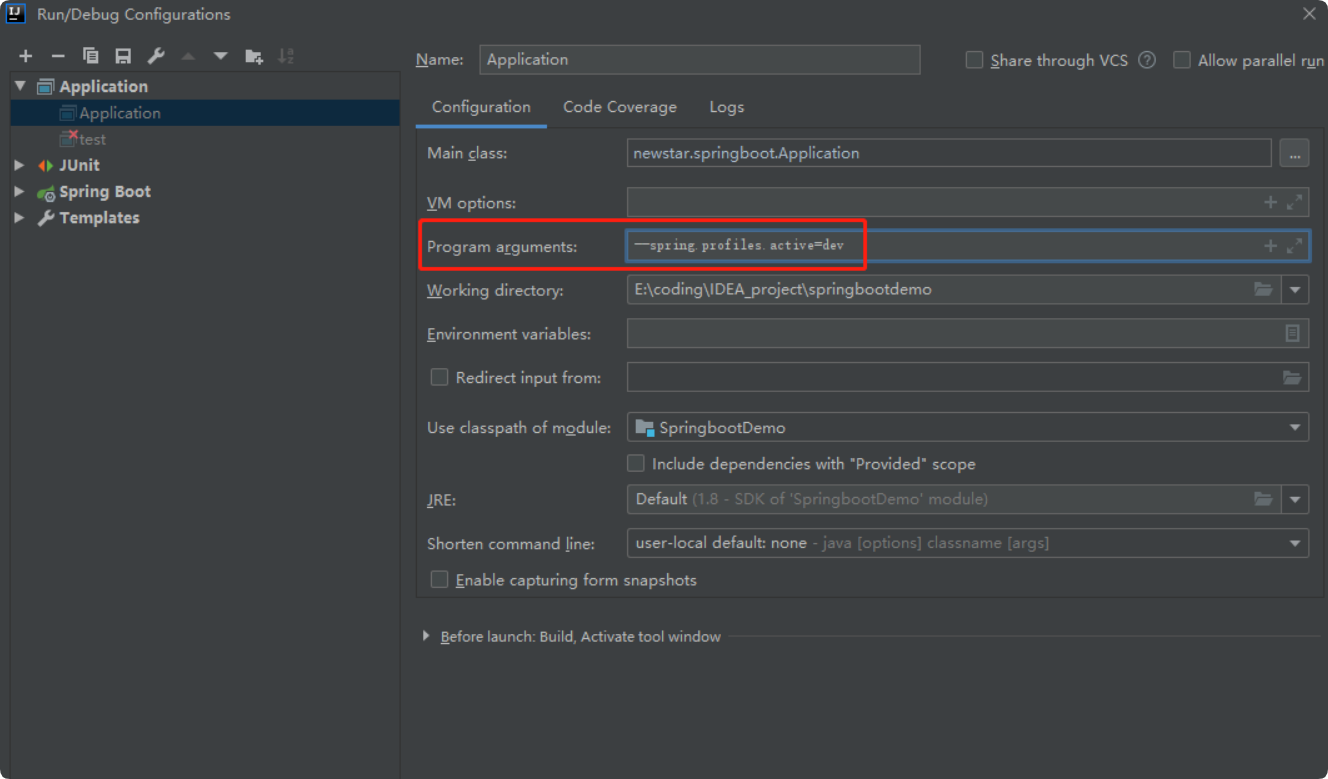 IJ
Run/Debug Configurations
Application
Application
test
JUnit
Spring Boot
Templates
Name: Application
Share through VCS ? Allow parallel run
Configuration Code Coverage Logs
Main class: newstar.springboot.Application ...
VM options:
Program arguments: --spring.profiles.active=dev
Working directory: E:\coding\IDEA_project\springbootdemo
Environment variables:
Redirect input from:
Use classpath of module: SpringbootDemo
Include dependencies with "Provided" scope
JRE: Default (1.8 - SDK of 'SpringbootDemo' module)
Shorten command line: user-local default: none - java [options] classname [args]
Enable capturing form snapshots
Before launch: Build, Activate tool window